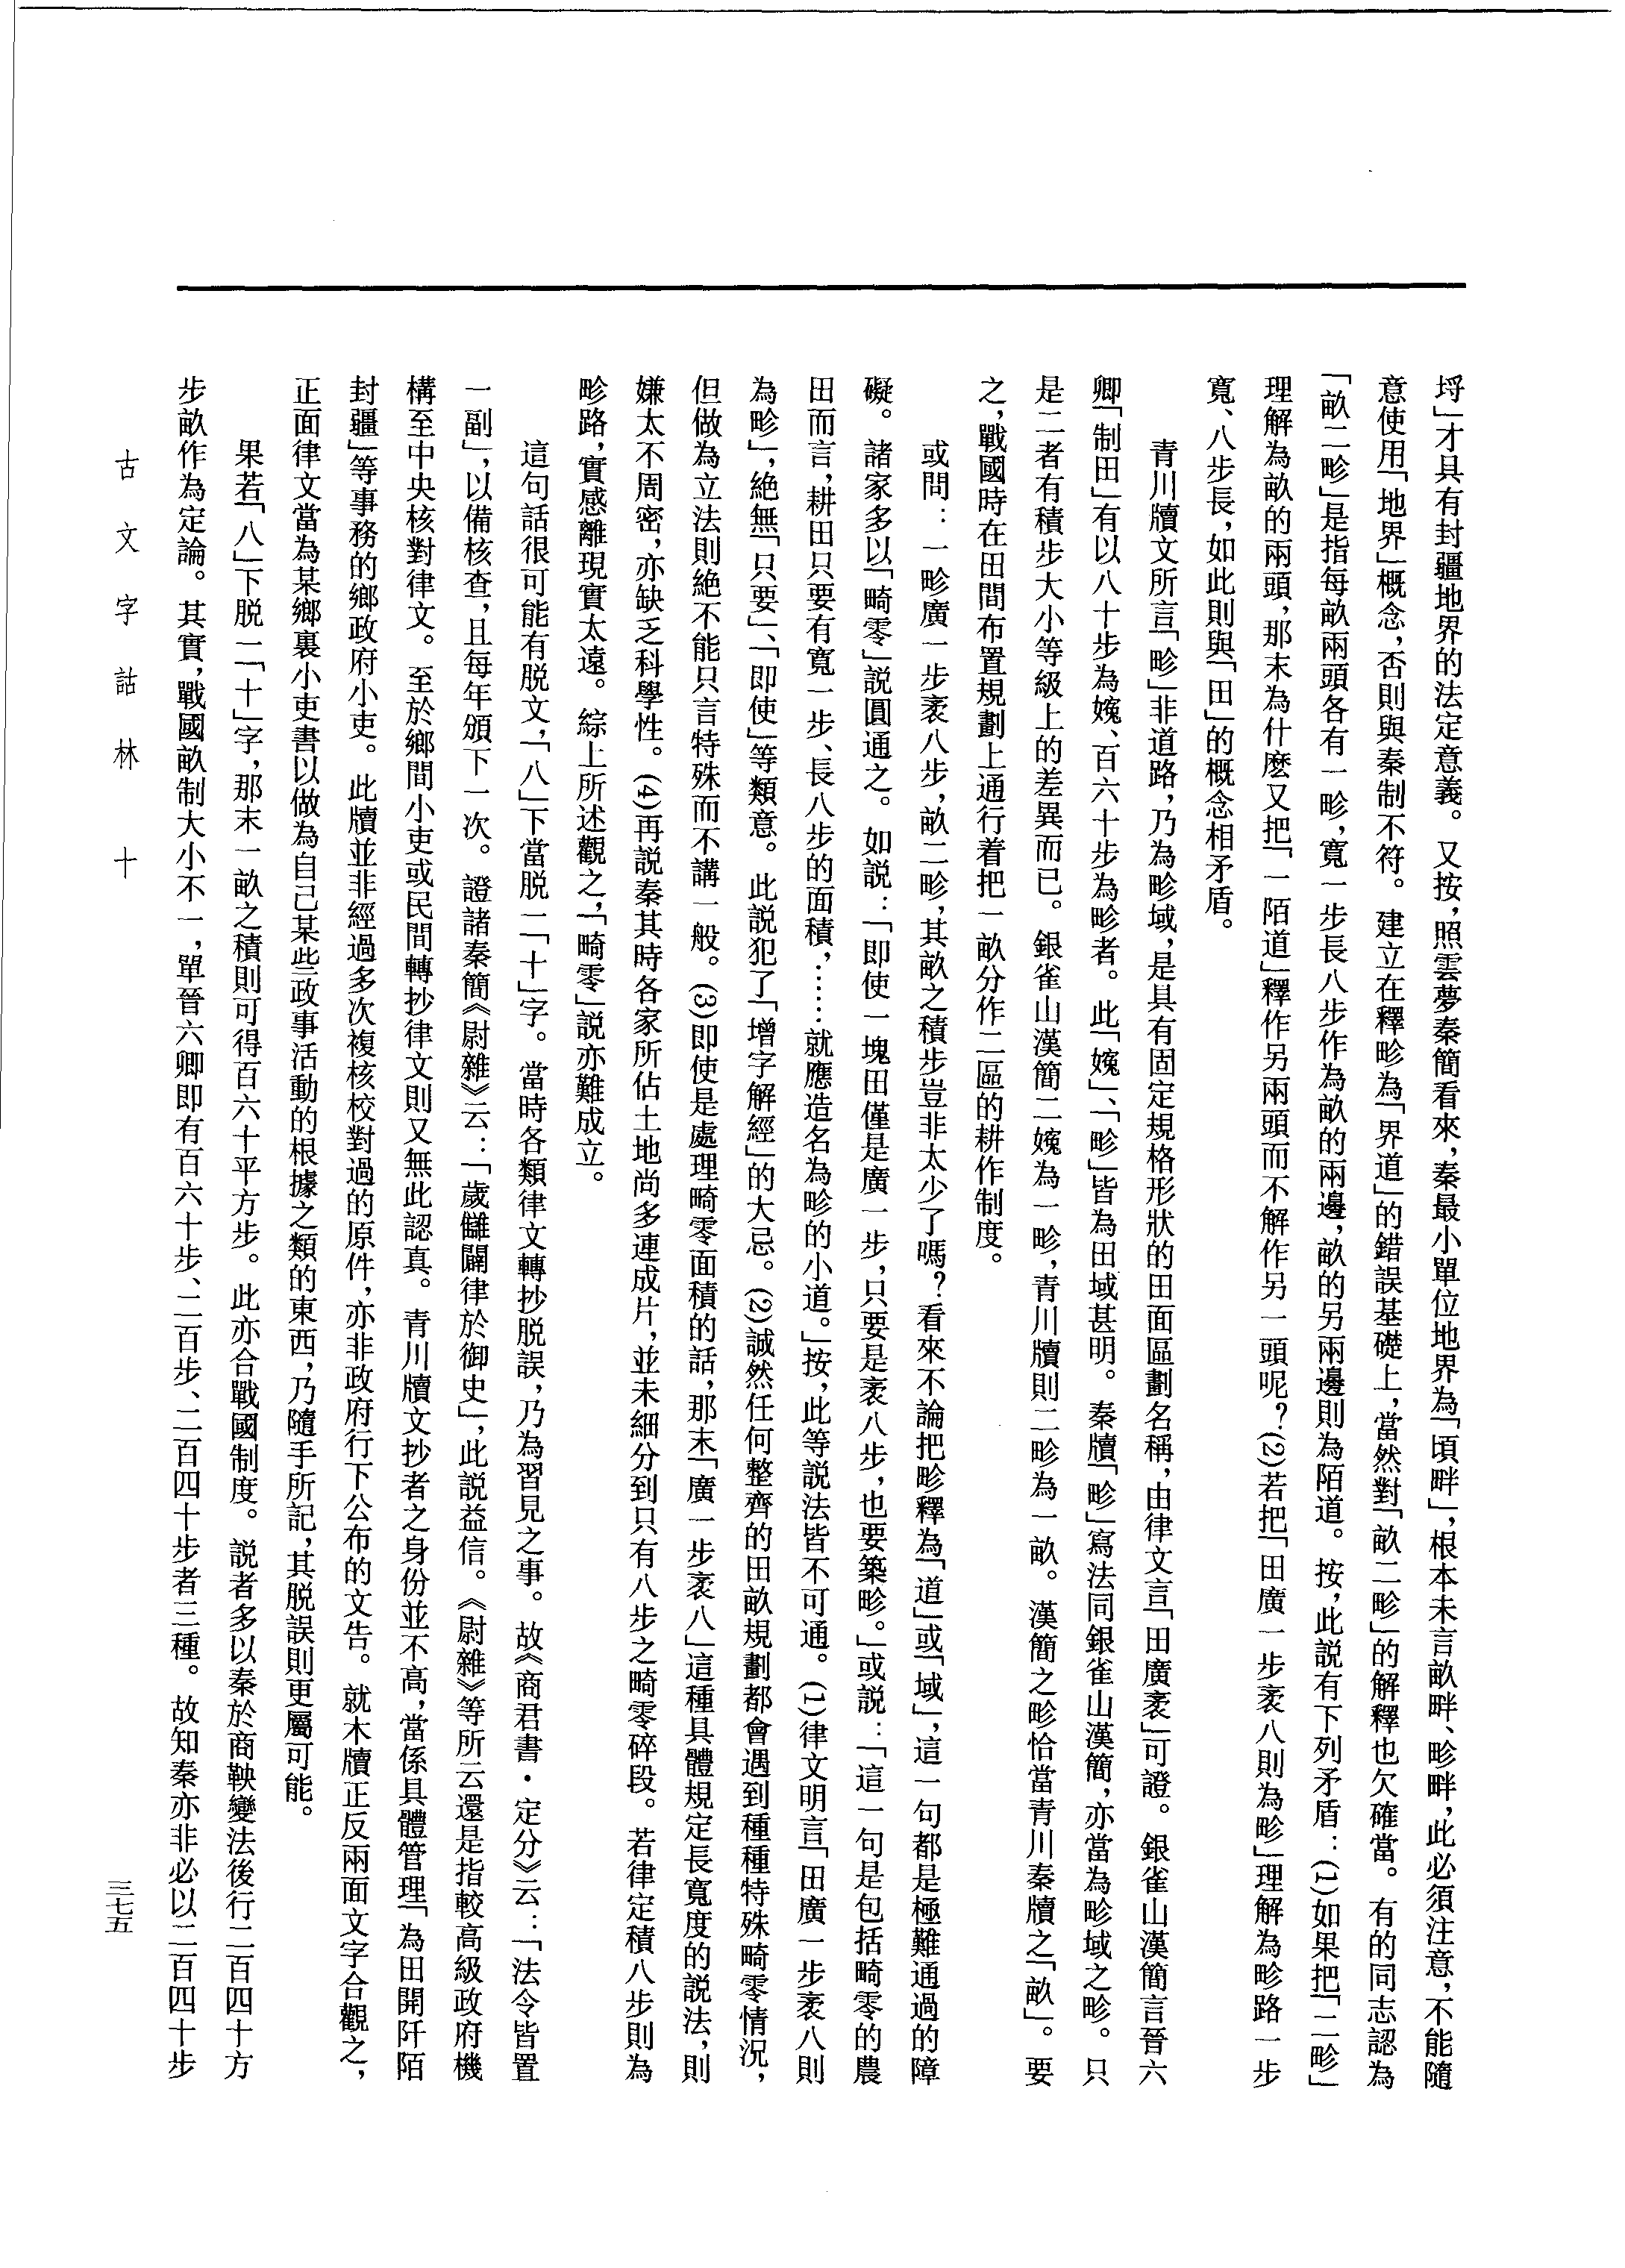 埒」才具有封疆地界的法定意義。又按,照雲夢秦簡看來,秦最小單位地界為「頃畔」,根本未言畝畔、畛畔,此必須注意,不能隨
意使用「地界」概念,否則與秦制不符。建立在釋畛為「界道」的錯誤基礎上,當然對「畝二畛」的解釋也欠確當。有的同志認為
「畝二畛」是指每畝兩頭各有一畛,寬一步長八步作為畝的兩邊,畝的另兩邊則為陌道。按,此說有下列矛盾:(1)如果把「二畛」
理解為畝的兩頭,那末為什麽又把「一陌道」釋作另兩頭而不解作另一頭呢?(2)若把「田廣一步袤八則為畛」理解為畛路一步
寬、八步長,如此則與「田」的概念相矛盾。
青川牘文所言「畛」非道路,乃為畛域,是具有固定規格形狀的田面區劃名稱,由律文言「田廣袤」可證。銀雀山漢簡言晉六
卿「制田」有以八十步為㛲、百六十步為畛者。此「㛲」、「畛」皆為田域甚明。秦牘「畛」寫法同銀雀山漢簡,亦當為畛域之畛。只
是二者有積步大小等級上的差異而已。銀雀山漢簡二㛲為一畛,青川牘則二畛為一畝。漢簡之畛恰當青川秦牘之「畝」。要
之,戰國時在田間布置規劃上通行着把一畝分作二區的耕作制度。
或問:一畛廣一步袤八步,畝二畛,其畝之積步豈非太少了嗎?看來不論把畛釋為「道」或「域」,這一句都是極難通過的障
礙。諸家多以「畸零」説圓通之。如説:「即使一塊田僅是廣一步,只要是袤八步,也要築畛。」或説:「這一句是包括畸零的農
田而言,耕田只要有寬一步、長八步的面積,……就應造名為畛的小道。」按,此等説法皆不可通。(1)律文明言「田廣一步袤八則
為畛」,絶無「只要」、「即使」等類意。此説犯了「增字解經」的大忌。(2)誠然任何整齊的田畝規劃都會遇到種種特殊畸零情況,
但做為立法則絶不能只言特殊而不講一般。(3)即使是處理畸零面積的話,那末「廣一步袤八」這種具體規定長寬度的説法,則
嫌太不周密,亦缺乏科學性。(4)再説秦其時各家所佔土地尚多連成片,並未細分到只有八步之畸零碎段。若律定積八步則為
畛路,實感離現實太遠。綜上所述觀之,「畸零」説亦難成立。
這句話很可能有脱文,「八」下當脱一「十」字。當時各類律文轉抄脱誤,乃為習見之事。故《商君書·定分》云:「法令皆置
一副」,以備核查,且每年頒下一次。證諸秦簡《尉雜》云:「歲讎闢律於御史」,此説益信。《尉雜》等所云還是指較高級政府機
構至中央核對律文。至於鄉間小吏或民間轉抄律文則又無此認真。青川牘文抄者之身份並不高,當係具體管理「為田開阡陌
封疆」等事務的鄉政府小吏。此牘並非經過多次複核校對過的原件,亦非政府行下公布的文告。就木牘正反兩面文字合觀之,
正面律文當為某鄉裏小吏書以做為自己某些政事活動的根據之類的東西,乃隨手所記,其脱誤則更屬可能。
果若「八」下脱一「十」字,那末一畝之積則可得百六十平方步。此亦合戰國制度。説者多以秦於商鞅變法後行二百四十方
步畝作為定論。其實,戰國畝制大小不一,單晉六卿即有百六十步、二百步、二百四十步者三種。故知秦亦非必以二百四十步
古文字詁林 十
三七五